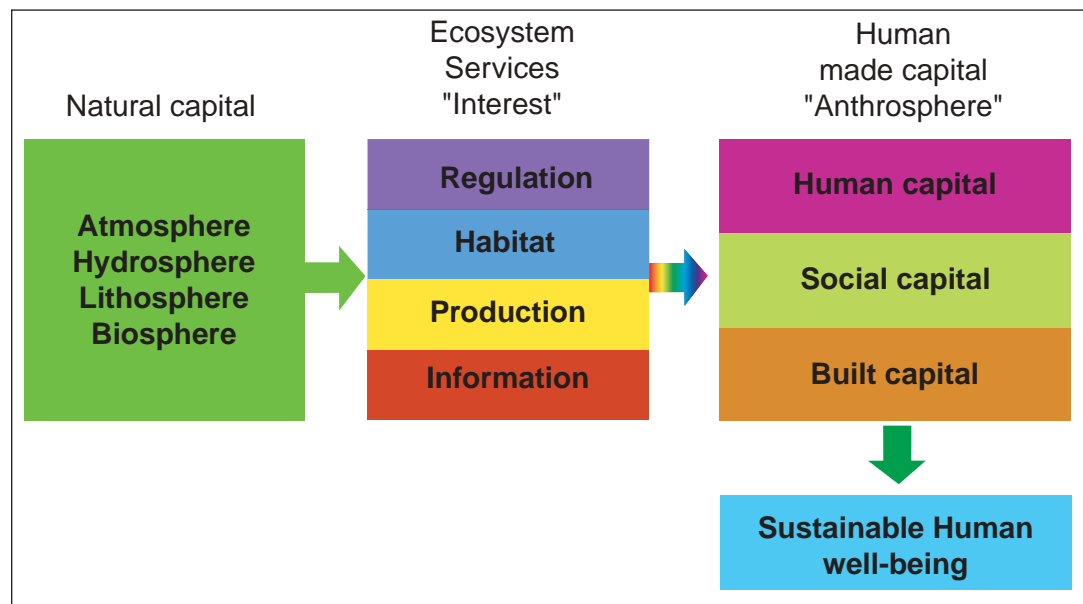 Natural capital
Atmosphere
Hydrosphere
Lithosphere
Biosphere
Ecosystem
Services
"Interest"
Regulation
Habitat
Production
Information
Human
made capital
"Anthrosphere"
Human capital
Social capital
Built capital
Sustainable Human
well-being